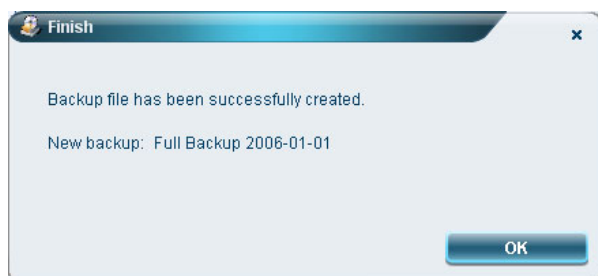 Finish
Backup file has been successfully created.
New backup: Full Backup 2006-01-01
OK